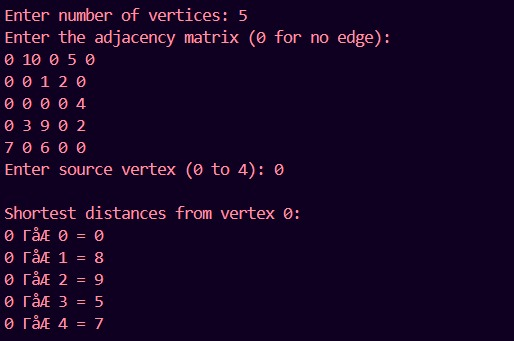 Enter number of vertices: 5
Enter the adjacency matrix (0 for no edge):
0 10 0 5 0
0 0 1 2 0
0 0 0 0 4
0 3 9 0 2
7 0 6 0 0
Enter source vertex (0 to 4): 0
Shortest distances from vertex 0:
0 ΓåÆ 0 = 0
0 ΓåÆ 1 = 8
0 ΓåÆ 2 = 9
0 ΓåÆ 3 = 5
0 ΓåÆ 4 = 7